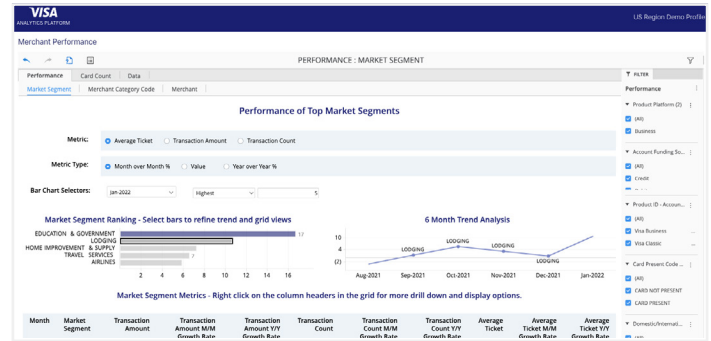 VISA
ANALYTICS PLATFORM
US Region Demo Profile
Merchant Performance
PERFORMANCE : MARKET SEGMENT
Performance Card Count Data
Market Segment Merchant Category Code Merchant
Performance of Top Market Segments
Metric: Average Ticket Transaction Amount Transaction Count
Metric Type: Month over Month % Value Year over Year %
Bar Chart Selectors: Jan-2022 Highest 5
Market Segment Ranking - Select bars to refine trend and grid views
EDUCATION & GOVERNMENT 17
LODGING
HOME IMPROVEMENT & SUPPLY
TRAVEL SERVICES 7
AIRLINES
2 4 6 8 10 12 14 16
6 Month Trend Analysis
10
4
(2)
LODGING LODGING LODGING LODGING
Aug-2021 Sep-2021 Oct-2021 Nov-2021 Dec-2021 Jan-2022
Market Segment Metrics - Right click on the column headers in the grid for more drill down and display options.
Month Market Transaction Transaction Transaction Transaction Transaction Transaction Average Average Average
Segment Amount Amount M/M Amount Y/Y Count Count M/M Count Y/Y Ticket Ticket M/M Ticket Y/Y
Growth Rate Growth Rate Growth Rate Growth Rate Growth Rate Growth Rate
FILTER
Performance
Product Platform (2)
(All)
Business
Account Funding So...
(All)
Credit
Product ID - Accoun...
(All)
Visa Business ...
Visa Classic ...
Card Present Code ...
(All)
CARD NOT PRESENT
CARD PRESENT
Domestic/Internati...